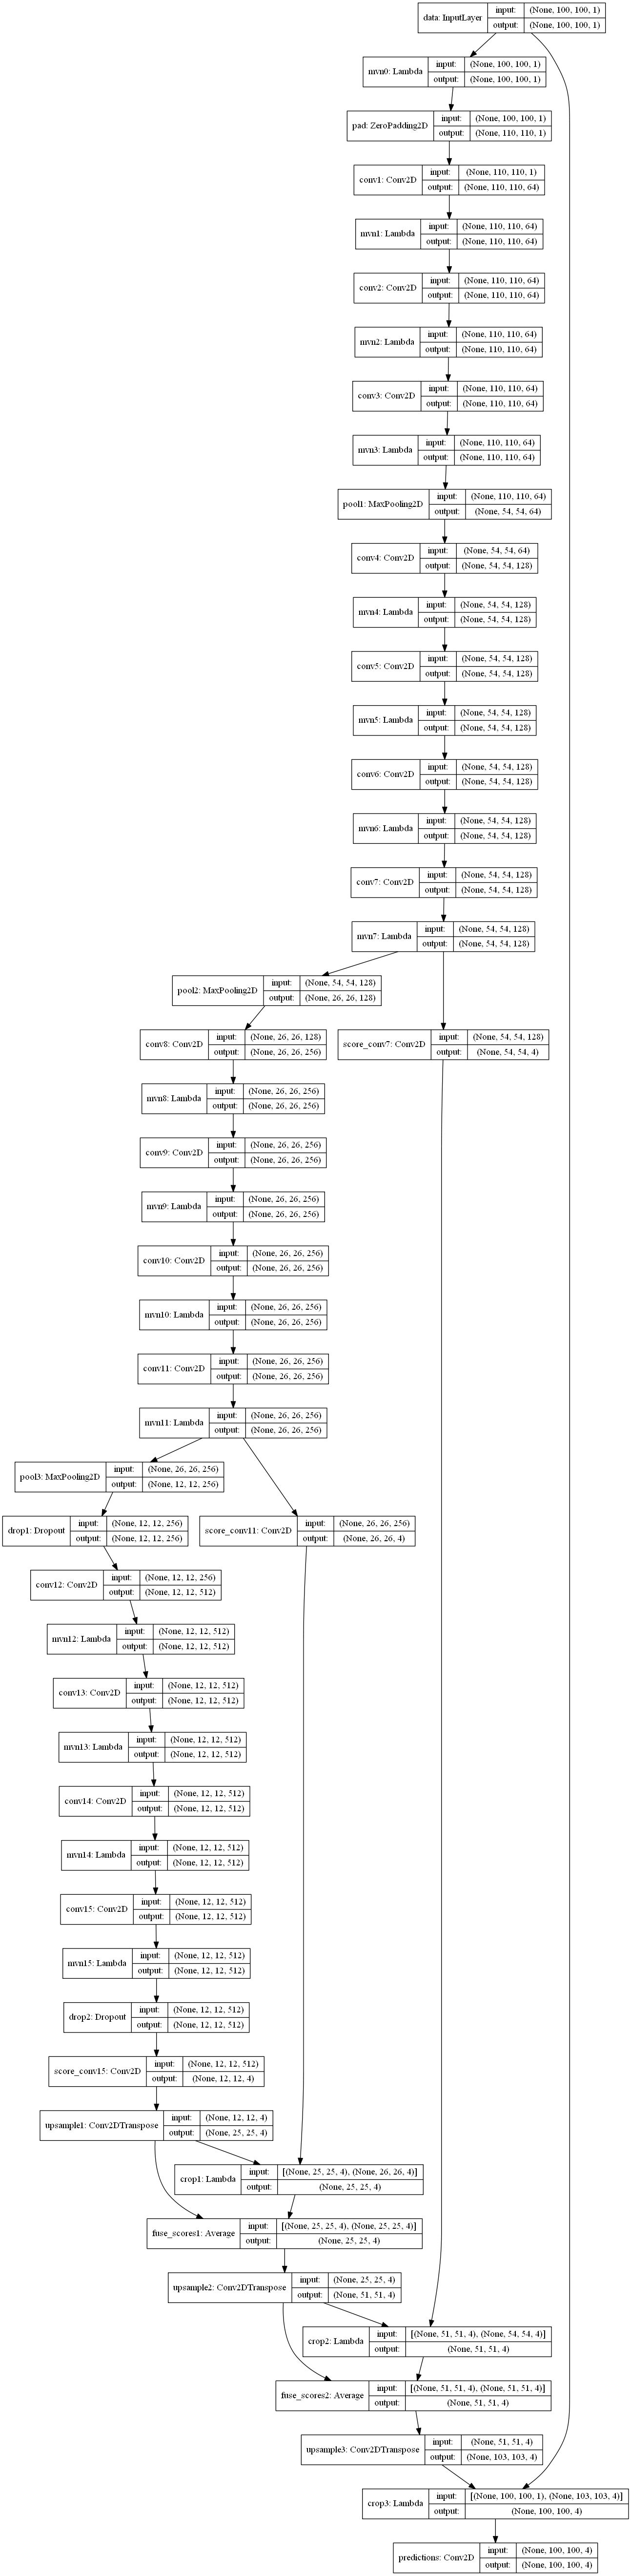 data: InputLayer
input: (None, 100, 100, 1)
output: (None, 100, 100, 1)
mvn0: Lambda
input: (None, 100, 100, 1)
output: (None, 100, 100, 1)
pad: ZeroPadding2D
input: (None, 100, 100, 1)
output: (None, 110, 110, 1)
conv1: Conv2D
input: (None, 110, 110, 1)
output: (None, 110, 110, 64)
mvn1: Lambda
input: (None, 110, 110, 64)
output: (None, 110, 110, 64)
conv2: Conv2D
input: (None, 110, 110, 64)
output: (None, 110, 110, 64)
mvn2: Lambda
input: (None, 110, 110, 64)
output: (None, 110, 110, 64)
conv3: Conv2D
input: (None, 110, 110, 64)
output: (None, 110, 110, 64)
mvn3: Lambda
input: (None, 110, 110, 64)
output: (None, 110, 110, 64)
pool1: MaxPooling2D
input: (None, 110, 110, 64)
output: (None, 54, 54, 64)
conv4: Conv2D
input: (None, 54, 54, 64)
output: (None, 54, 54, 128)
mvn4: Lambda
input: (None, 54, 54, 128)
output: (None, 54, 54, 128)
conv5: Conv2D
input: (None, 54, 54, 128)
output: (None, 54, 54, 128)
mvn5: Lambda
input: (None, 54, 54, 128)
output: (None, 54, 54, 128)
conv6: Conv2D
input: (None, 54, 54, 128)
output: (None, 54, 54, 128)
mvn6: Lambda
input: (None, 54, 54, 128)
output: (None, 54, 54, 128)
conv7: Conv2D
input: (None, 54, 54, 128)
output: (None, 54, 54, 128)
mvn7: Lambda
input: (None, 54, 54, 128)
output: (None, 54, 54, 128)
pool2: MaxPooling2D
input: (None, 54, 54, 128)
output: (None, 26, 26, 128)
conv8: Conv2D
input: (None, 26, 26, 128)
output: (None, 26, 26, 256)
score_conv7: Conv2D
input: (None, 54, 54, 128)
output: (None, 54, 54, 4)
mvn8: Lambda
input: (None, 26, 26, 256)
output: (None, 26, 26, 256)
conv9: Conv2D
input: (None, 26, 26, 256)
output: (None, 26, 26, 256)
mvn9: Lambda
input: (None, 26, 26, 256)
output: (None, 26, 26, 256)
conv10: Conv2D
input: (None, 26, 26, 256)
output: (None, 26, 26, 256)
mvn10: Lambda
input: (None, 26, 26, 256)
output: (None, 26, 26, 256)
conv11: Conv2D
input: (None, 26, 26, 256)
output: (None, 26, 26, 256)
mvn11: Lambda
input: (None, 26, 26, 256)
output: (None, 26, 26, 256)
pool3: MaxPooling2D
input: (None, 26, 26, 256)
output: (None, 12, 12, 256)
drop1: Dropout
input: (None, 12, 12, 256)
output: (None, 12, 12, 256)
score_conv11: Conv2D
input: (None, 26, 26, 256)
output: (None, 26, 26, 4)
conv12: Conv2D
input: (None, 12, 12, 256)
output: (None, 12, 12, 512)
mvn12: Lambda
input: (None, 12, 12, 512)
output: (None, 12, 12, 512)
conv13: Conv2D
input: (None, 12, 12, 512)
output: (None, 12, 12, 512)
mvn13: Lambda
input: (None, 12, 12, 512)
output: (None, 12, 12, 512)
conv14: Conv2D
input: (None, 12, 12, 512)
output: (None, 12, 12, 512)
mvn14: Lambda
input: (None, 12, 12, 512)
output: (None, 12, 12, 512)
conv15: Conv2D
input: (None, 12, 12, 512)
output: (None, 12, 12, 512)
mvn15: Lambda
input: (None, 12, 12, 512)
output: (None, 12, 12, 512)
drop2: Dropout
input: (None, 12, 12, 512)
output: (None, 12, 12, 512)
score_conv15: Conv2D
input: (None, 12, 12, 512)
output: (None, 12, 12, 4)
upsample1: Conv2DTranspose
input: (None, 12, 12, 4)
output: (None, 25, 25, 4)
crop1: Lambda
input: [(None, 25, 25, 4), (None, 26, 26, 4)]
output: (None, 25, 25, 4)
fuse_scores1: Average
input: [(None, 25, 25, 4), (None, 25, 25, 4)]
output: (None, 25, 25, 4)
upsample2: Conv2DTranspose
input: (None, 25, 25, 4)
output: (None, 51, 51, 4)
crop2: Lambda
input: [(None, 51, 51, 4), (None, 54, 54, 4)]
output: (None, 51, 51, 4)
fuse_scores2: Average
input: [(None, 51, 51, 4), (None, 51, 51, 4)]
output: (None, 51, 51, 4)
upsample3: Conv2DTranspose
input: (None, 51, 51, 4)
output: (None, 103, 103, 4)
crop3: Lambda
input: [(None, 100, 100, 1), (None, 103, 103, 4)]
output: (None, 100, 100, 4)
predictions: Conv2D
input: (None, 100, 100, 4)
output: (None, 100, 100, 4)